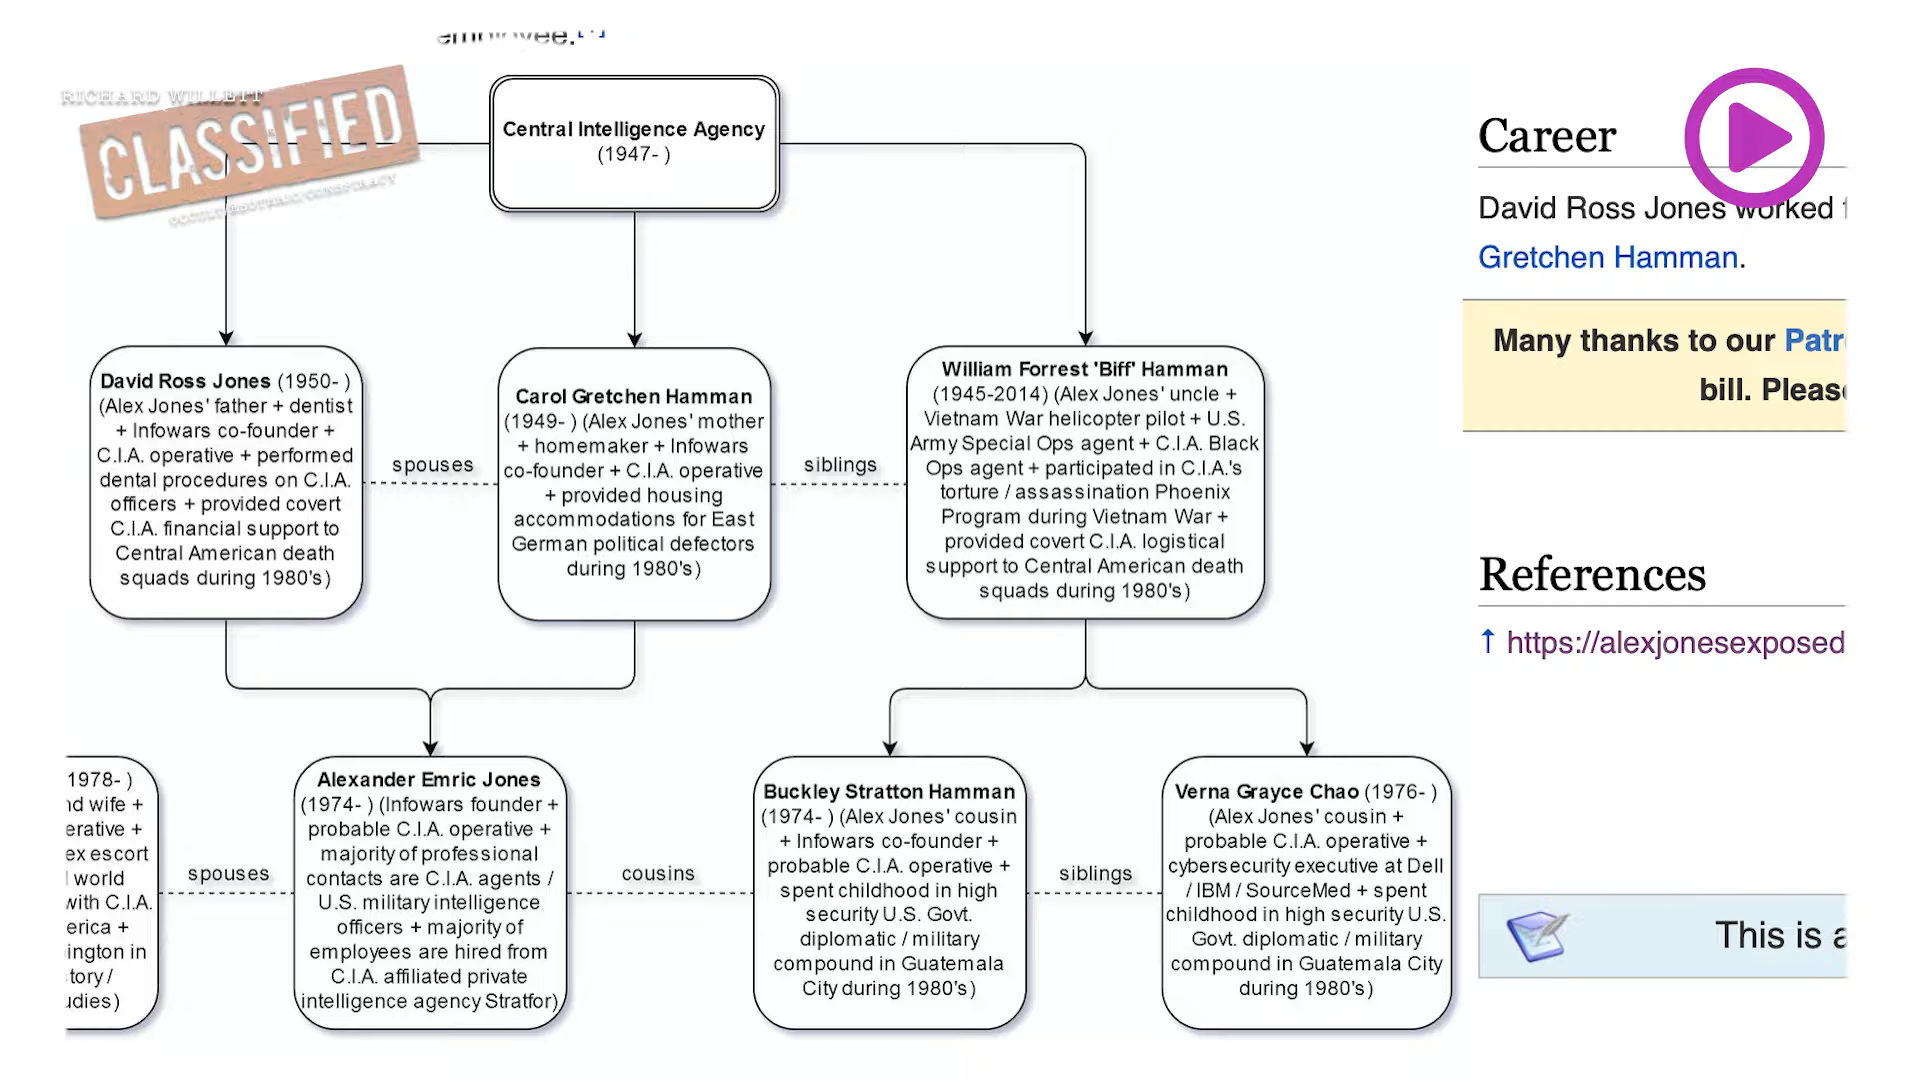 RICHARD WILLETT
CLASSIFIED
Central Intelligence Agency
(1947- )
David Ross Jones (1950- )
(Alex Jones' father + dentist
+ Infowars co-founder +
C.I.A. operative + performed
dental procedures on C.I.A.
officers + provided covert
C.I.A. financial support to
Central American death
squads during 1980's)
spouses
Carol Gretchen Hamman
(1949- ) (Alex Jones' mother
+ homemaker + Infowars
co-founder + C.I.A. operative
+ provided housing
accommodations for East
German political defectors
during 1980's)
siblings
William Forrest 'Biff' Hamman
(1945-2014) (Alex Jones' uncle +
Vietnam War helicopter pilot + U.S.
Army Special Ops agent + C.I.A. Black
Ops agent + participated in C.I.A.'s
torture / assassination Phoenix
Program during Vietnam War +
provided covert C.I.A. logistical
support to Central American death
squads during 1980's)
1978- )
nd wife +
erative +
ex escort
world
with C.I.A.
erica +
ington in
tory /
udies)
spouses
Alexander Emric Jones
(1974- ) (Infowars founder +
probable C.I.A. operative +
majority of professional
contacts are C.I.A. agents /
U.S. military intelligence
officers + majority of
employees are hired from
C.I.A. affiliated private
intelligence agency Stratfor)
cousins
Buckley Stratton Hamman
(1974- ) (Alex Jones' cousin
+ Infowars co-founder +
probable C.I.A. operative +
spent childhood in high
security U.S. Govt.
diplomatic / military
compound in Guatemala
City during 1980's)
siblings
Verna Grayce Chao (1976- )
(Alex Jones' cousin +
probable C.I.A. operative +
cybersecurity executive at Dell
/ IBM / SourceMed + spent
childhood in high security U.S.
Govt. diplomatic / military
compound in Guatemala City
during 1980's)
Career
David Ross Jones worked
Gretchen Hamman.
Many thanks to our Patr
bill. Please
References
↑ https://alexjonesexposed
This is a